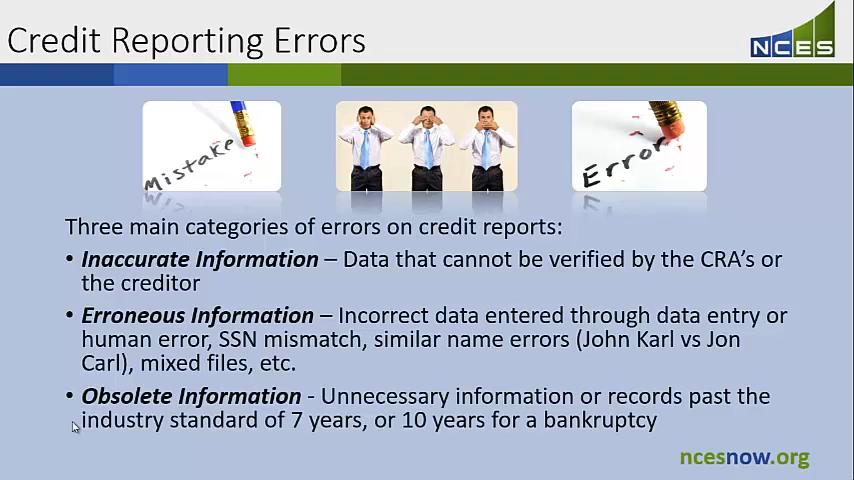 Credit Reporting Errors
NCES
Mistake
Error
Three main categories of errors on credit reports:
• Inaccurate Information – Data that cannot be verified by the CRA’s or
the creditor
• Erroneous Information – Incorrect data entered through data entry or
human error, SSN mismatch, similar name errors (John Karl vs Jon
Carl), mixed files, etc.
• Obsolete Information - Unnecessary information or records past the
industry standard of 7 years, or 10 years for a bankruptcy
ncesnow.org